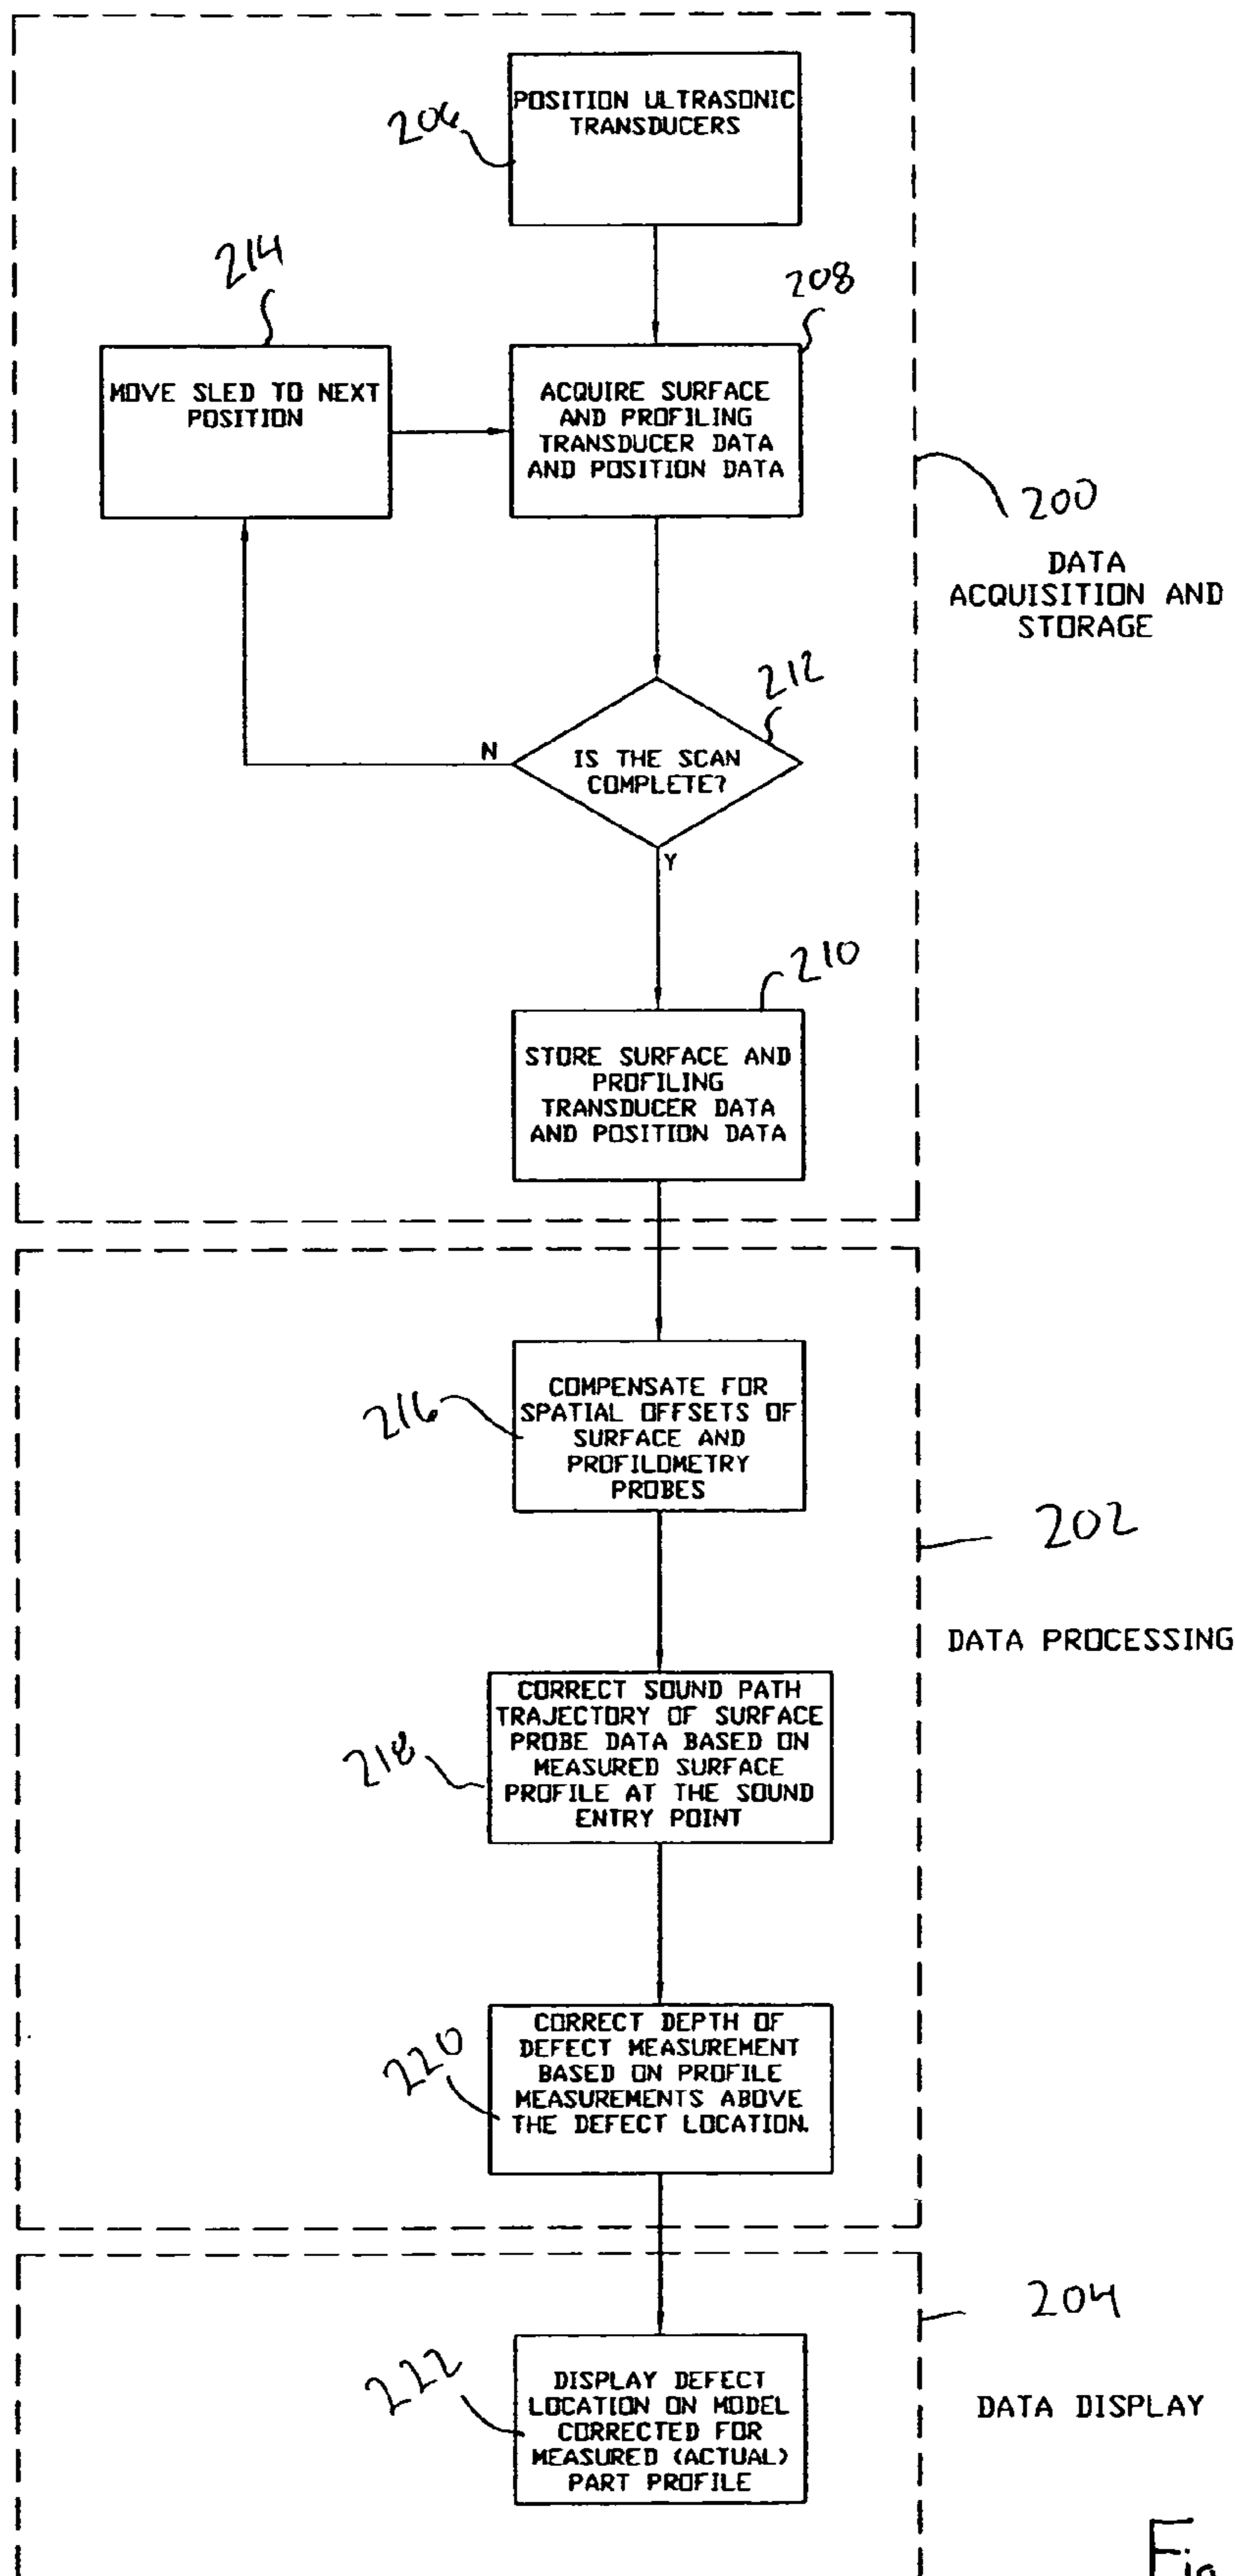 POSITION ULTRASONIC
TRANSDUCERS
206
214
208
MOVE SLED TO NEXT
POSITION
ACQUIRE SURFACE
AND PROFILING
TRANSDUCER DATA
AND POSITION DATA
200
DATA
ACQUISITION AND
STORAGE
212
N
IS THE SCAN
COMPLETE?
Y
210
STORE SURFACE AND
PROFILING
TRANSDUCER DATA
AND POSITION DATA
216
COMPENSATE FOR
SPATIAL OFFSETS OF
SURFACE AND
PROFILOMETRY
PROBES
202
DATA PROCESSING
218
CORRECT SOUND PATH
TRAJECTORY OF SURFACE
PROBE DATA BASED ON
MEASURED SURFACE
PROFILE AT THE SOUND
ENTRY POINT
220
CORRECT DEPTH OF
DEFECT MEASUREMENT
BASED ON PROFILE
MEASUREMENTS ABOVE
THE DEFECT LOCATION.
204
DATA DISPLAY
222
DISPLAY DEFECT
LOCATION ON MODEL
CORRECTED FOR
MEASURED (ACTUAL)
PART PROFILE